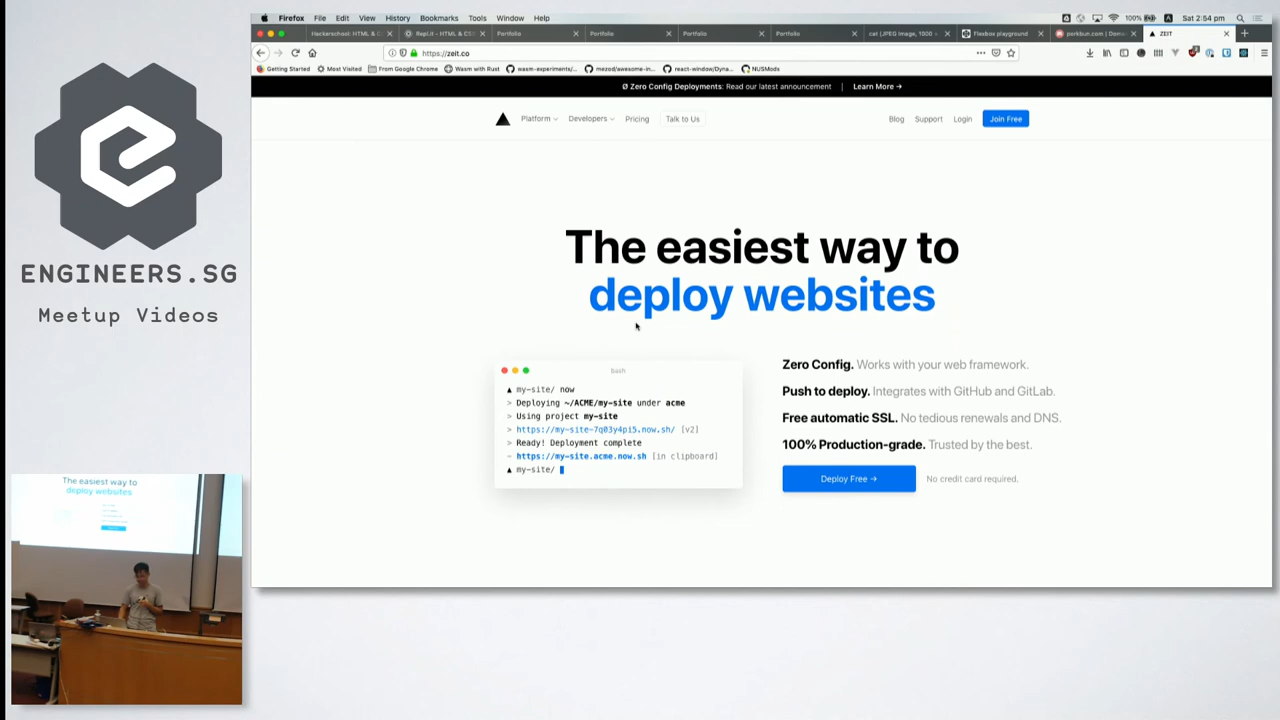 ENGINEERS.SG
Meetup Videos
Firefox File Edit View History Bookmarks Tools Window Help
100% Sat 2:54 pm
Hackerschool: HTML & Repl.it - HTML & CSS Portfolio Portfolio Portfolio Portfolio cat (JPEG Image, 1000 Flexbox playground porkbun.com | ZEIT
https://zeit.co
Getting Started Most Visited From Google Chrome Wasm with Rust wasm-experiments/... mezod/awesome-in... react-window/Dyna... NUSMods
Zero Config Deployments: Read our latest announcement | Learn More →
Platform Developers Pricing Talk to Us Blog Support Login Join Free
The easiest way to
deploy websites
bash
▲ my-site/ now
> Deploying ~/ACME/my-site under acme
> Using project my-site
> https://my-site-7q03y4pi5.now.sh/ [v2]
> Ready! Deployment complete
- https://my-site.acme.now.sh [in clipboard]
▲ my-site/
Zero Config. Works with your web framework.
Push to deploy. Integrates with GitHub and GitLab.
Free automatic SSL. No tedious renewals and DNS.
100% Production-grade. Trusted by the best.
Deploy Free → No credit card required.
The easiest way to
deploy websites